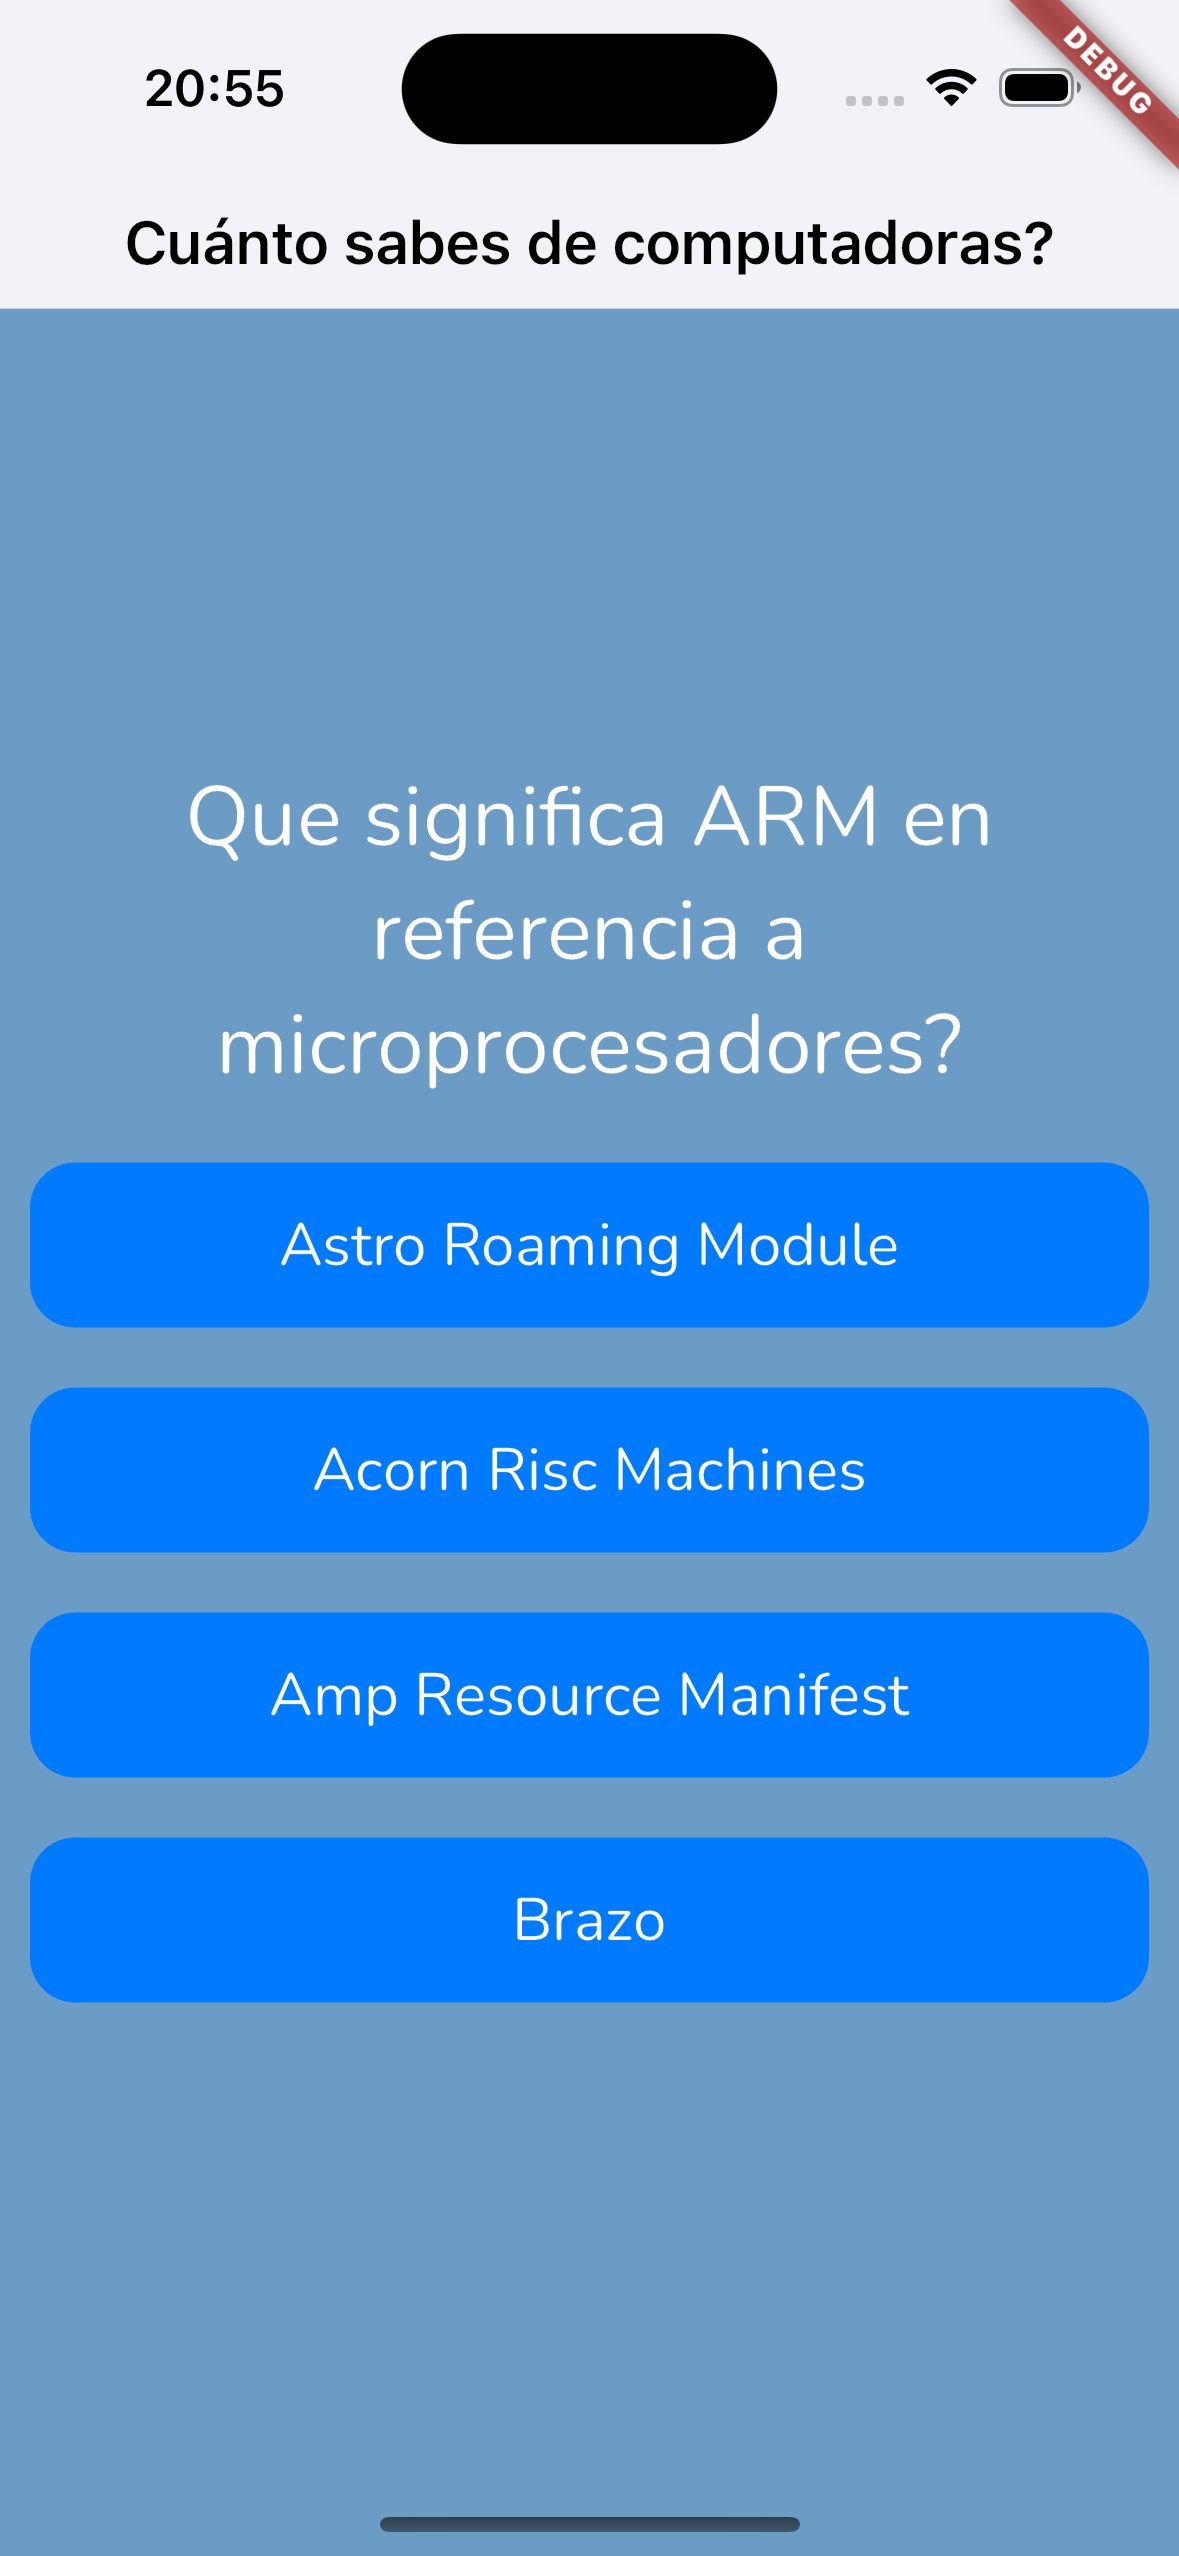 20:55
DEBUG
Cuánto sabes de computadoras?
Que significa ARM en
referencia a
microprocesadores?
Astro Roaming Module
Acorn Risc Machines
Amp Resource Manifest
Brazo